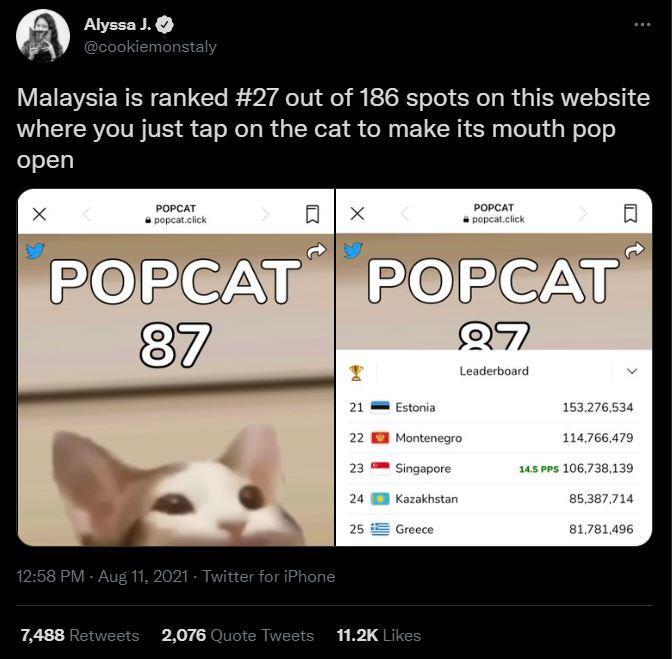 Alyssa J.
@cookiemonstaly
Malaysia is ranked #27 out of 186 spots on this website
where you just tap on the cat to make its mouth pop
open
POPCAT
popcat.click
POPCAT
87
POPCAT
popcat.click
POPCAT
87
Leaderboard
21 Estonia 153,276,534
22 Montenegro 114,766,479
23 Singapore 14.5 PPS 106,738,139
24 Kazakhstan 85,387,714
25 Greece 81,781,496
12:58 PM · Aug 11, 2021 · Twitter for iPhone
7,488 Retweets 2,076 Quote Tweets 11.2K Likes